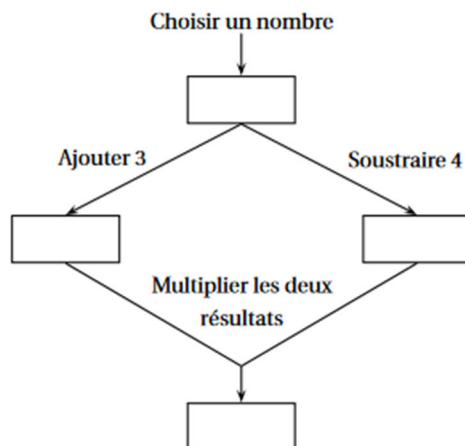 Choisir un nombre
Ajouter 3
Soustraire 4
Multiplier les deux
résultats